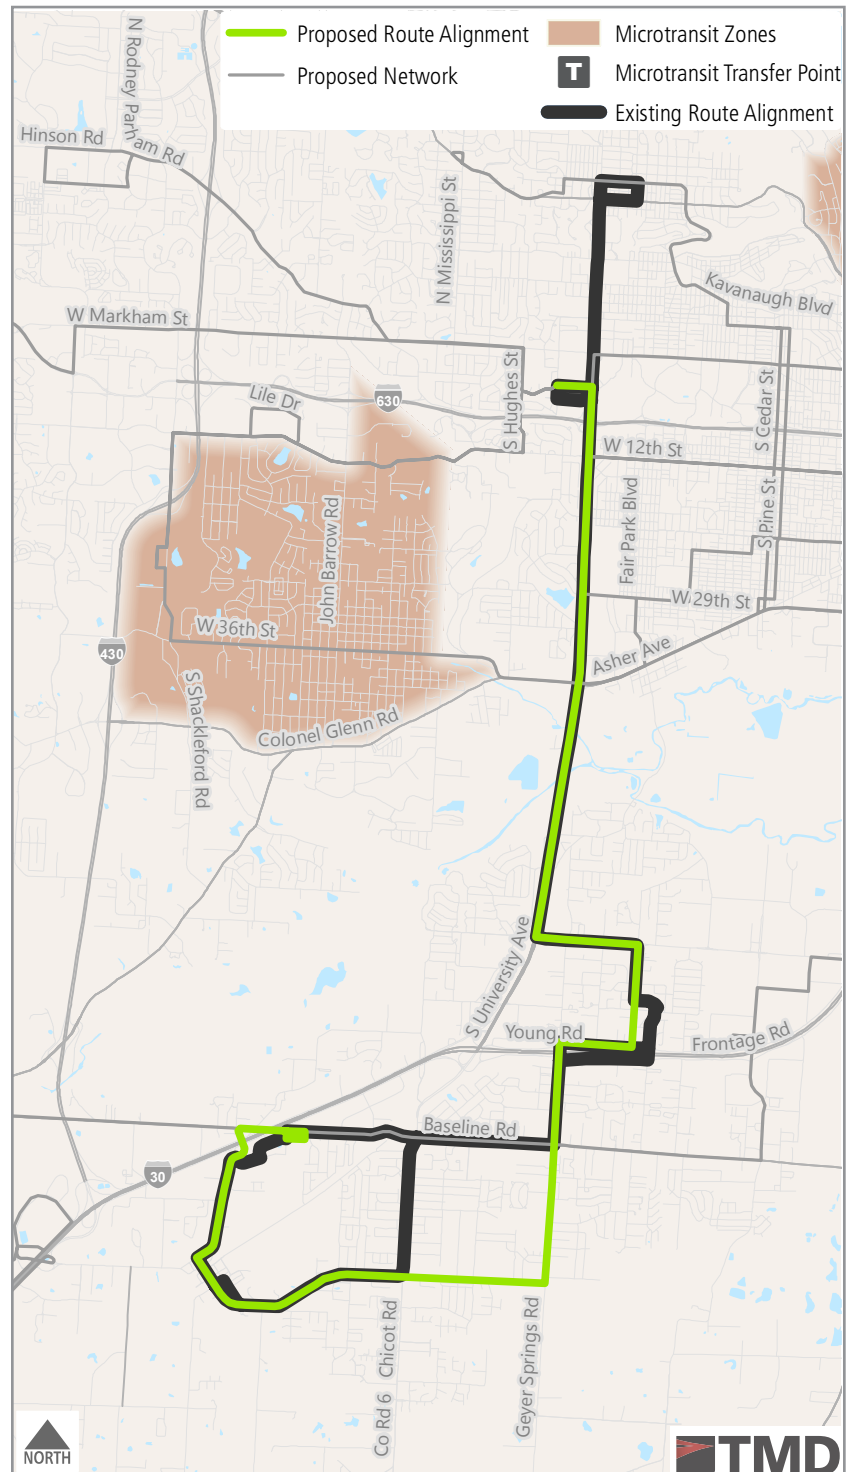 Proposed Route Alignment
Proposed Network
Microtransit Zones
T
Microtransit Transfer Point
Existing Route Alignment
N Rodney Parham Rd
Hinson Rd
N Mississippi St
Kavanaugh Blvd
W Markham St
S Hughes St
S Cedar St
Lile Dr
630
W 12th St
Fair Park Blvd
S Pine St
John Barrow Rd
W 29th St
W 36th St
430
Asher Ave
S Shackleford Rd
Colonel Glenn Rd
S University Ave
Young Rd
Frontage Rd
Baseline Rd
30
Chicot Rd
Co Rd 6
Geyer Springs Rd
NORTH
TMD